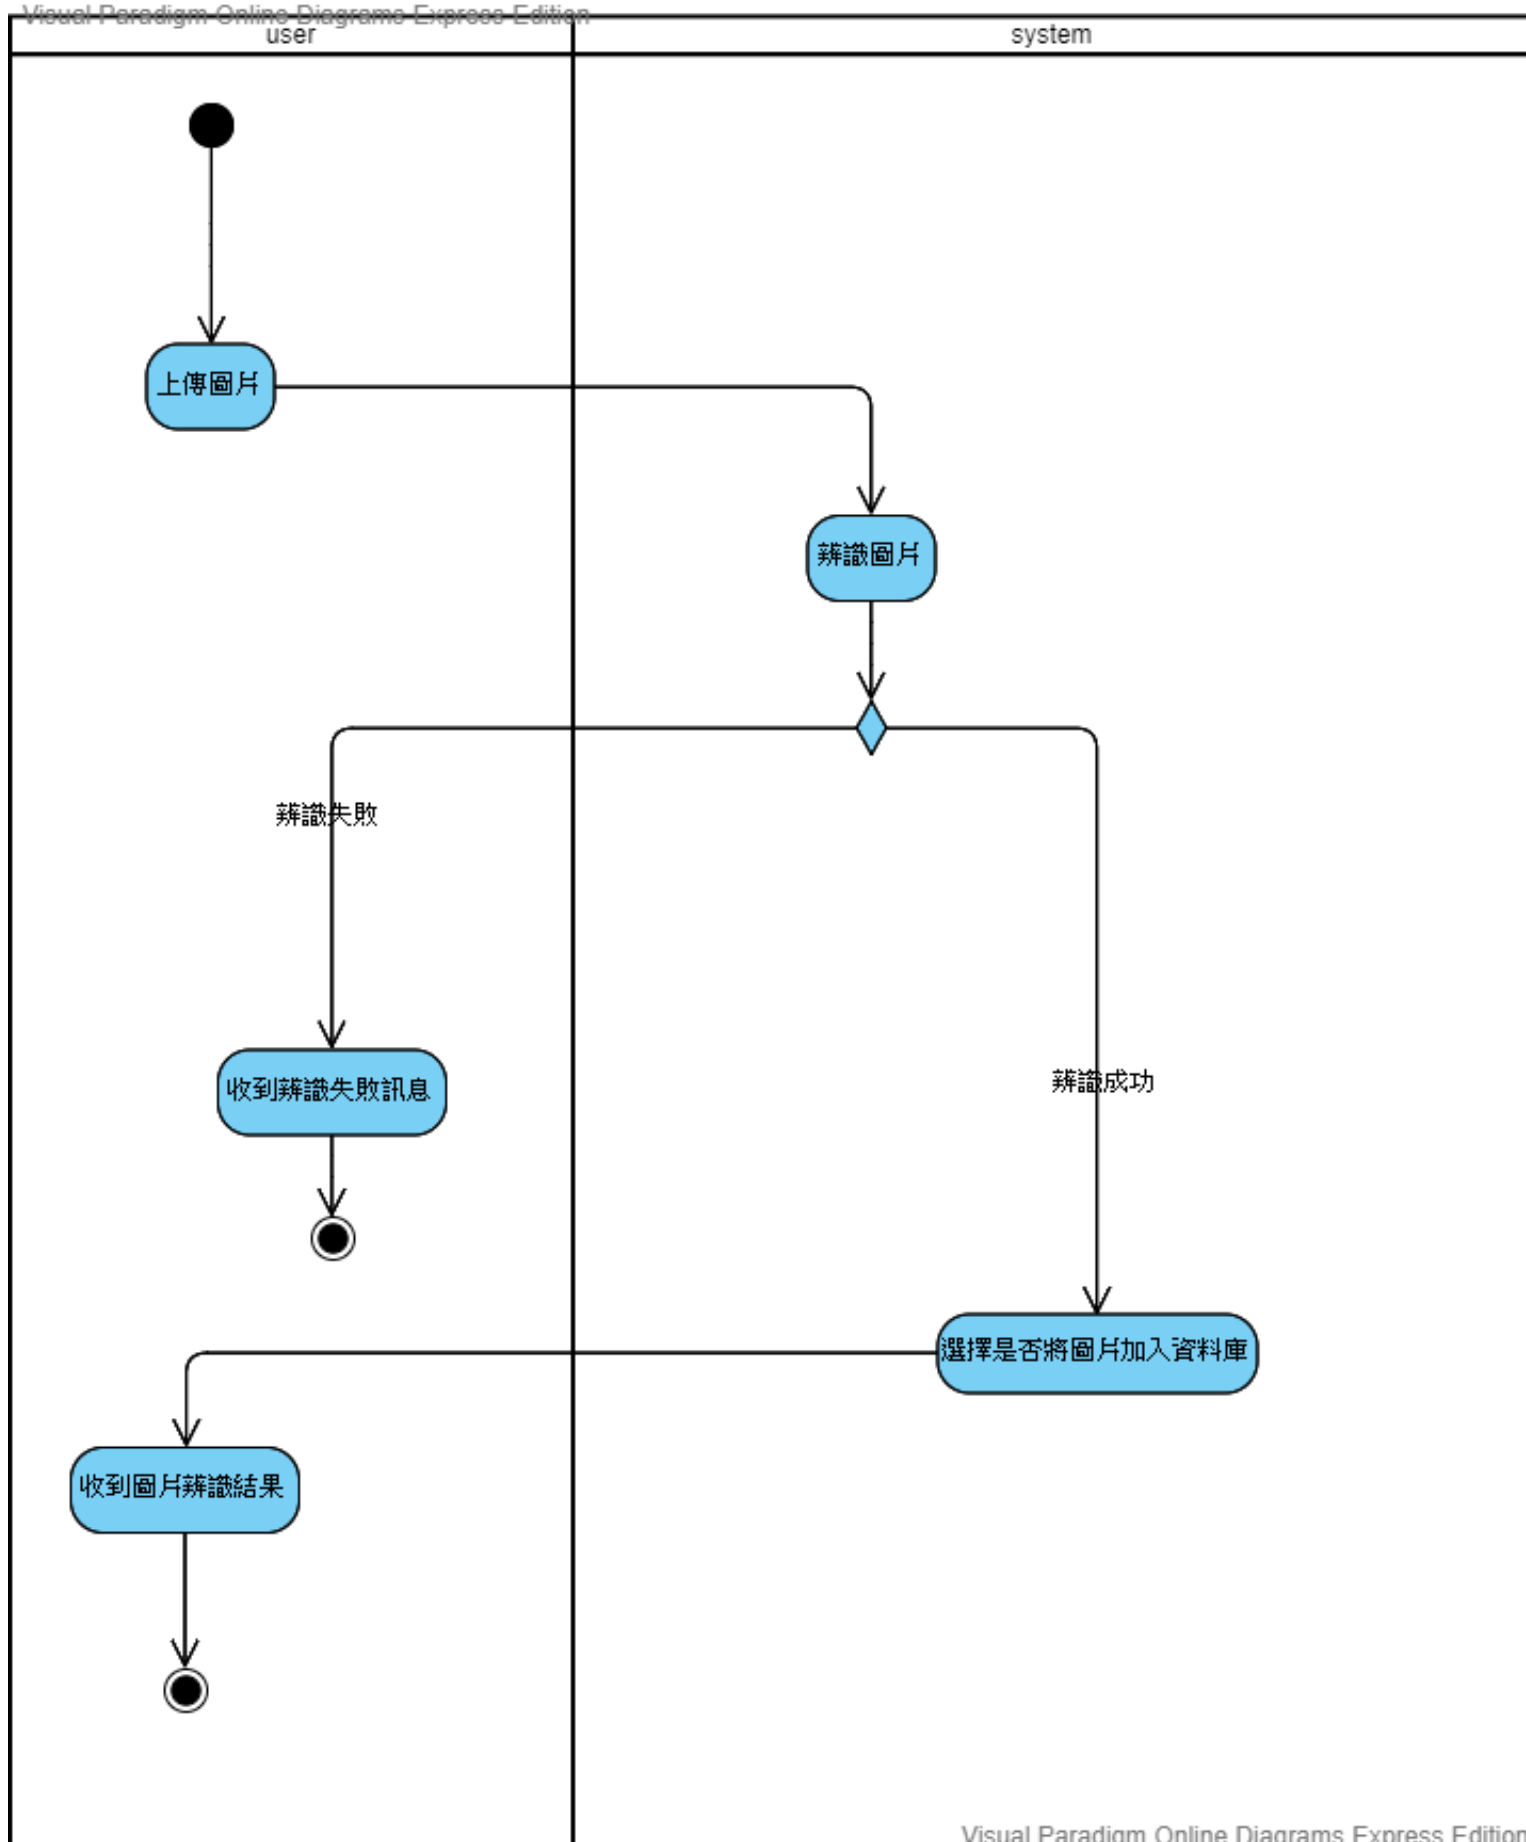 Visual Paradigm Online Diagrams Express Edition
user
system
上傳圖片
辨識圖片
辨識失敗
收到辨識失敗訊息
辨識成功
選擇是否將圖片加入資料庫
收到圖片辨識結果
Visual Paradigm Online Diagrams Express Edition